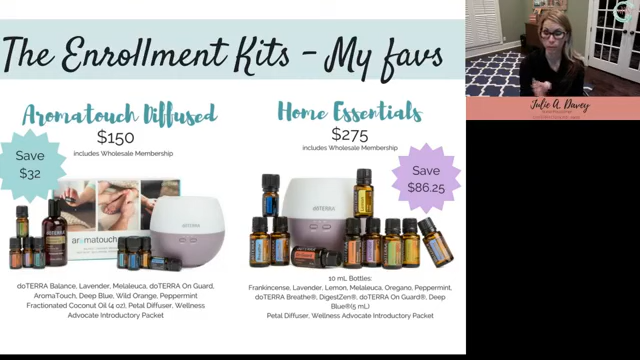 The Enrollment Kits - My favs
Aromatouch Diffused
$150
includes Wholesale Membership
Save
$32
Home Essentials
$275
includes Wholesale Membership
Save
$86.25
aromatouch
doTERRA
doTERRA
doTERRA Balance, Lavender, Melaleuca, doTERRA On Guard,
AromaTouch, Deep Blue, Wild Orange, Peppermint
Fractionated Coconut Oil (4 oz), Petal Diffuser, Wellness
Advocate Introductory Packet
10 mL Bottles:
Frankincense, Lavender, Lemon, Melaleuca, Oregano, Peppermint,
doTERRA Breathe®, DigestZen®, doTERRA On Guard®, Deep
Blue®(5 mL)
Petal Diffuser, Wellness Advocate Introductory Packet
Julie A. Davey